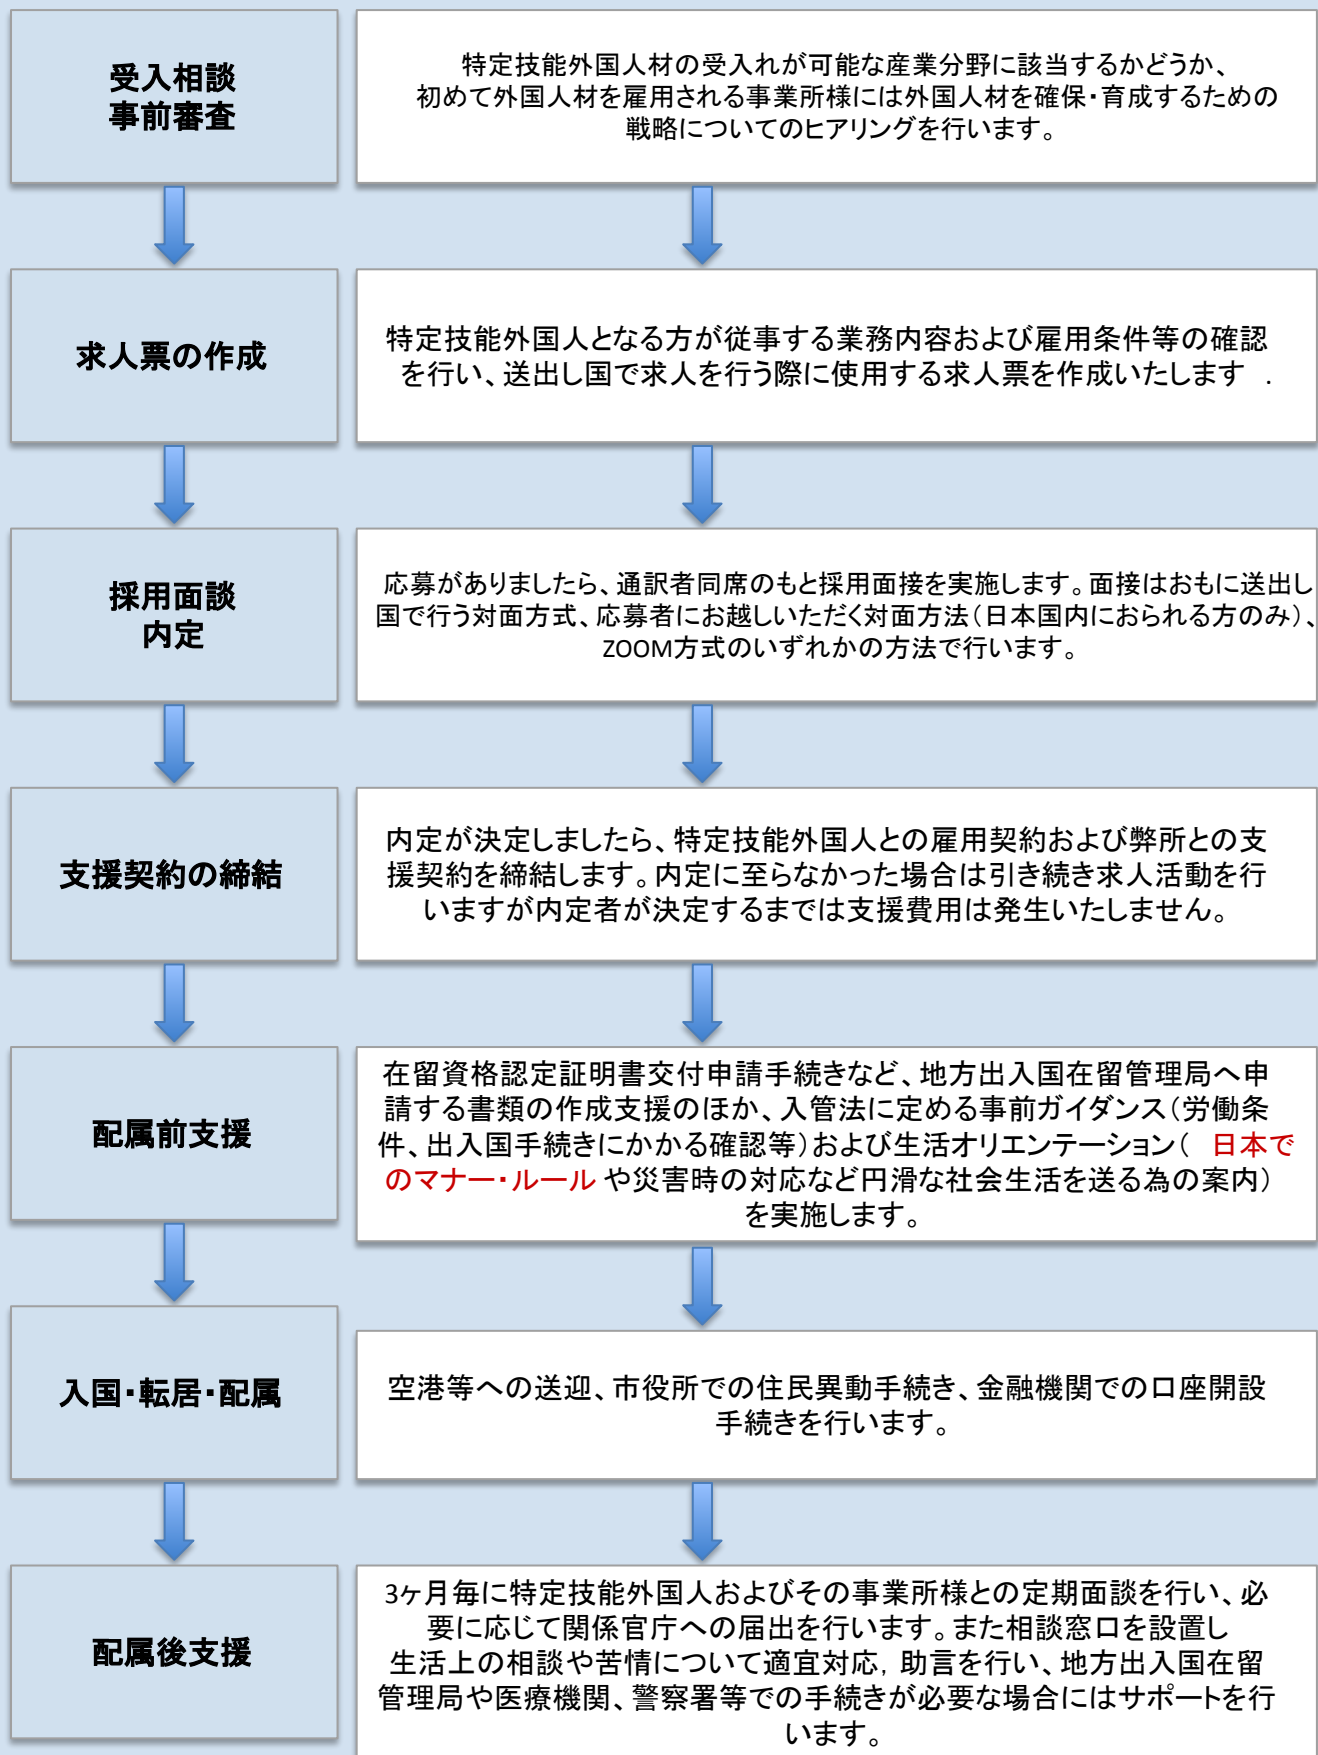 受入相談
事前審査
特定技能外国人材の受入れが可能な産業分野に該当するかどうか、
初めて外国人材を雇用される事業所様には外国人材を確保・育成するための
戦略についてのヒアリングを行います。
求人票の作成
特定技能外国人となる方が従事する業務内容および雇用条件等の確認
を行い、送出し国で求人を行う際に使用する求人票を作成いたします .
採用面談
内定
応募がありましたら、通訳者同席のもと採用面接を実施します。面接はおもに送出し
国で行う対面方式、応募者にお越しいただく対面方法（日本国内におられる方のみ）、
ZOOM方式のいずれかの方法で行います。
支援契約の締結
内定が決定しましたら、特定技能外国人との雇用契約および弊所との支
援契約を締結します。内定に至らなかった場合は引き続き求人活動を行
いますが内定者が決定するまでは支援費用は発生いたしません。
配属前支援
在留資格認定証明書交付申請手続きなど、地方出入国在留管理局へ申
請する書類の作成支援のほか、入管法に定める事前ガイダンス（労働条
件、出入国手続きにかかる確認等）および生活オリエンテーション（ 日本で
のマナー・ルール や災害時の対応など円滑な社会生活を送る為の案内）
を実施します。
入国・転居・配属
空港等への送迎、市役所での住民異動手続き、金融機関での口座開設
手続きを行います。
配属後支援
3ヶ月毎に特定技能外国人およびその事業所様との定期面談を行い、必
要に応じて関係官庁への届出を行います。また相談窓口を設置し
生活上の相談や苦情について適宜対応, 助言を行い、地方出入国在留
管理局や医療機関、警察署等での手続きが必要な場合にはサポートを行
います。